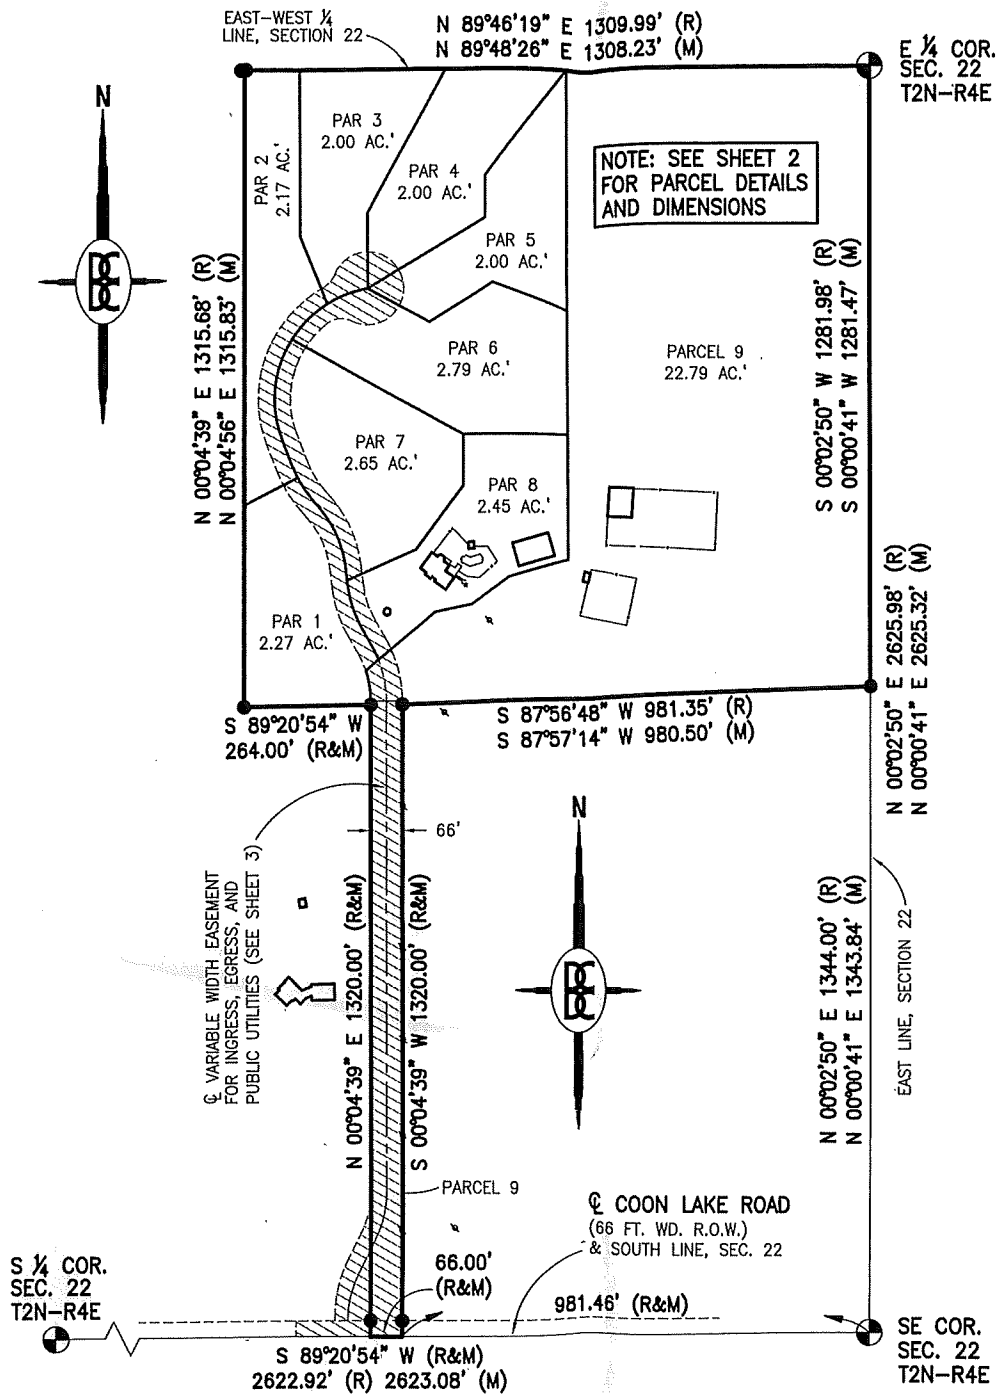 EAST-WEST ¼
LINE, SECTION 22
N 89°46'19" E 1309.99' (R)
N 89°48'26" E 1308.23' (M)
E ¼ COR.
SEC. 22
T2N-R4E
N
PAR 2
2.17 AC.'
PAR 3
2.00 AC.'
PAR 4
2.00 AC.'
NOTE: SEE SHEET 2
FOR PARCEL DETAILS
AND DIMENSIONS
PAR 5
2.00 AC.'
N 00°04'39" E 1315.68' (R)
N 00°04'56" E 1315.83' (M)
PAR 6
2.79 AC.'
PARCEL 9
22.79 AC.'
S 00°02'50" W 1281.98' (R)
S 00°00'41" W 1281.47' (M)
PAR 7
2.65 AC.'
PAR 8
2.45 AC.'
PAR 1
2.27 AC.'
N 00°02'50" E 2625.98' (R)
N 00°00'41" E 2625.32' (M)
S 89°20'54" W
264.00' (R&M)
S 87°56'48" W 981.35' (R)
S 87°57'14" W 980.50' (M)
66'
N
℄ VARIABLE WIDTH EASEMENT
FOR INGRESS, EGRESS, AND
PUBLIC UTILITIES (SEE SHEET 3)
N 00°04'39" E 1320.00' (R&M)
S 00°04'39" W 1320.00' (R&M)
N 00°02'50" E 1344.00' (R)
N 00°00'41" E 1343.84' (M)
EAST LINE, SECTION 22
PARCEL 9
℄ COON LAKE ROAD
(66 FT. WD. R.O.W.)
& SOUTH LINE, SEC. 22
S ¼ COR.
SEC. 22
T2N-R4E
66.00'
(R&M)
981.46' (R&M)
SE COR.
SEC. 22
T2N-R4E
S 89°20'54" W (R&M)
2622.92' (R) 2623.08' (M)